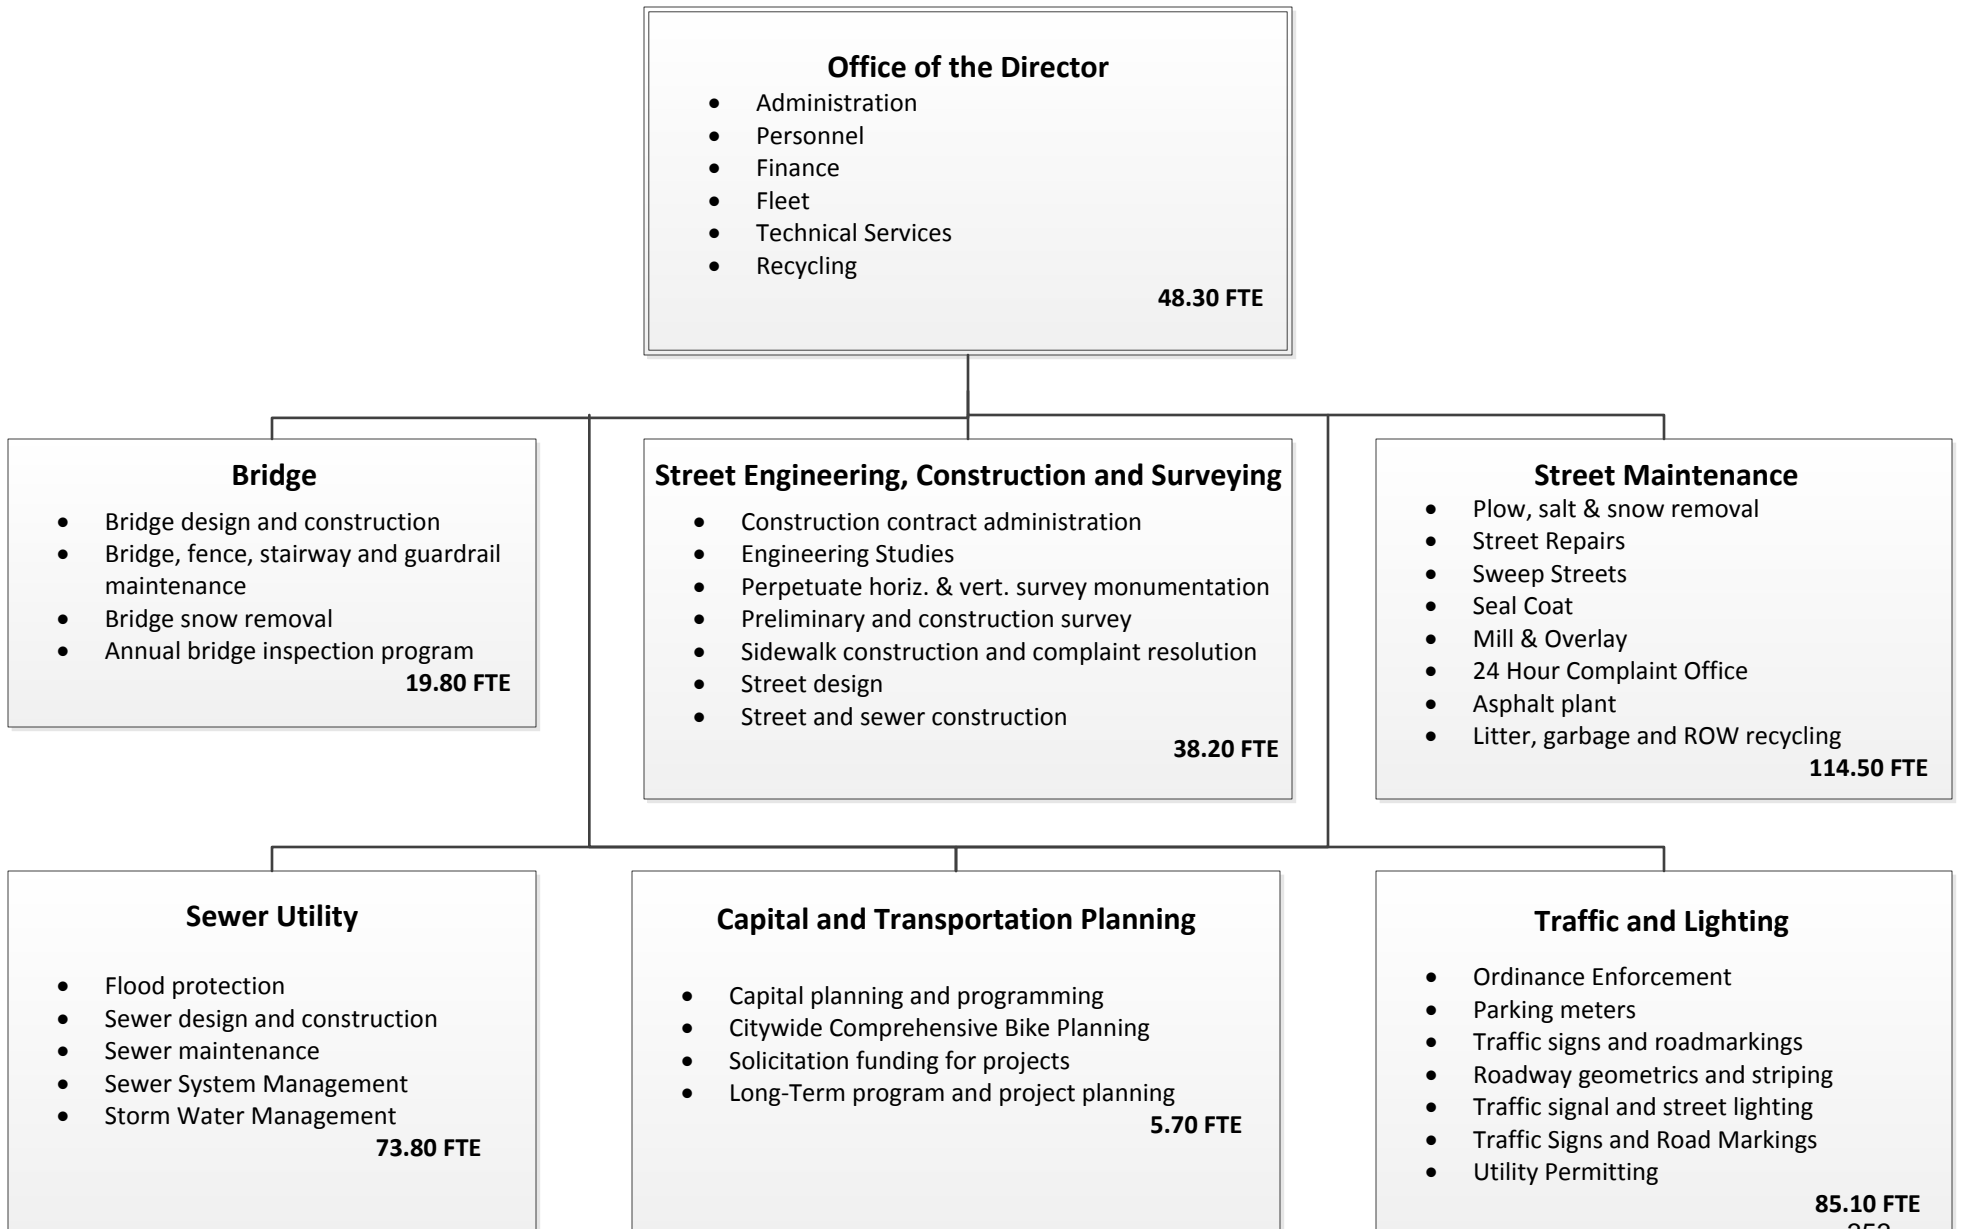 Office of the Director
• Administration
• Personnel
• Finance
• Fleet
• Technical Services
• Recycling
48.30 FTE
Bridge
• Bridge design and construction
• Bridge, fence, stairway and guardrail
maintenance
• Bridge snow removal
• Annual bridge inspection program
19.80 FTE
Street Engineering, Construction and Surveying
• Construction contract administration
• Engineering Studies
• Perpetuate horiz. & vert. survey monumentation
• Preliminary and construction survey
• Sidewalk construction and complaint resolution
• Street design
• Street and sewer construction
38.20 FTE
Street Maintenance
• Plow, salt & snow removal
• Street Repairs
• Sweep Streets
• Seal Coat
• Mill & Overlay
• 24 Hour Complaint Office
• Asphalt plant
• Litter, garbage and ROW recycling
114.50 FTE
Sewer Utility
• Flood protection
• Sewer design and construction
• Sewer maintenance
• Sewer System Management
• Storm Water Management
73.80 FTE
Capital and Transportation Planning
• Capital planning and programming
• Citywide Comprehensive Bike Planning
• Solicitation funding for projects
• Long-Term program and project planning
5.70 FTE
Traffic and Lighting
• Ordinance Enforcement
• Parking meters
• Traffic signs and roadmarkings
• Roadway geometrics and striping
• Traffic signal and street lighting
• Traffic Signs and Road Markings
• Utility Permitting
85.10 FTE